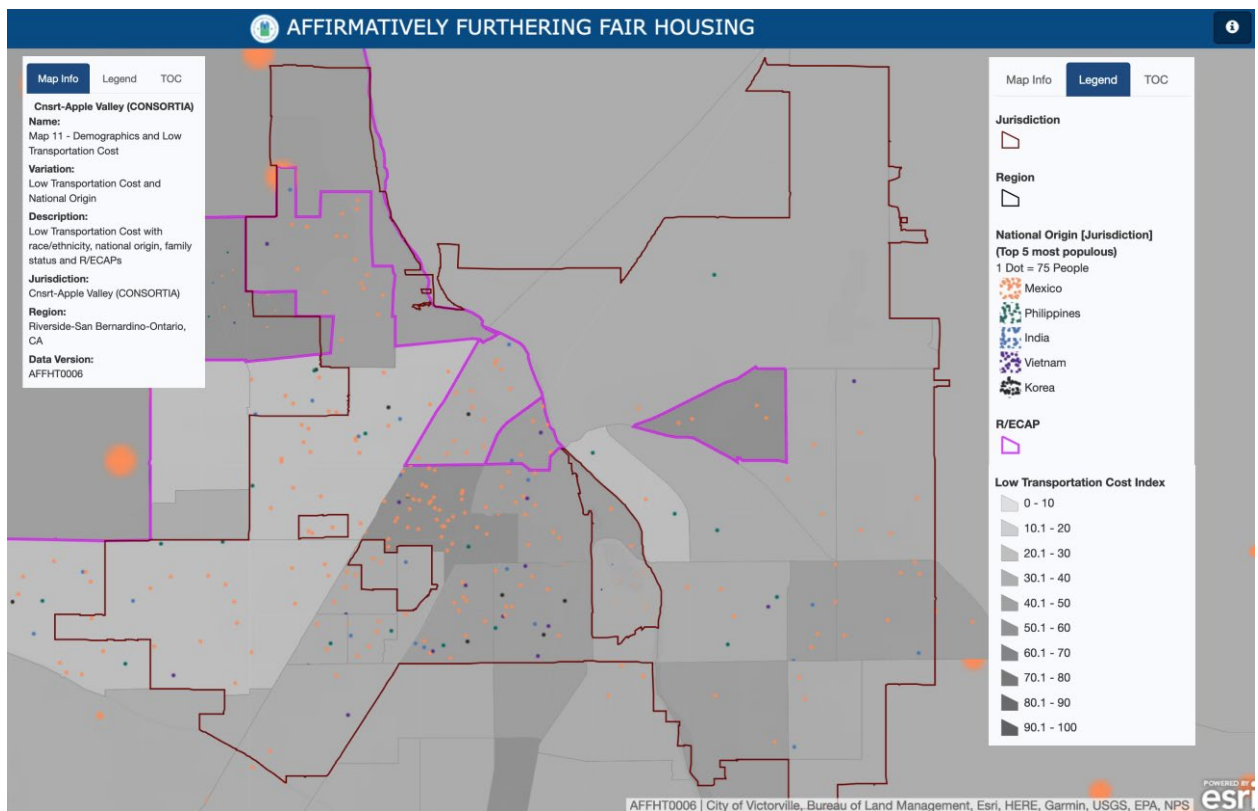 AFFIRMATIVELY FURTHERING FAIR HOUSING
Map Info Legend TOC
Cnsrt-Apple Valley (CONSORTIA)
Name:
Map 11 - Demographics and Low
Transportation Cost
Variation:
Low Transportation Cost and
National Origin
Description:
Low Transportation Cost with
race/ethnicity, national origin, family
status and R/ECAPs
Jurisdiction:
Cnsrt-Apple Valley (CONSORTIA)
Region:
Riverside-San Bernardino-Ontario,
CA
Data Version:
AFFHT0006
Map Info Legend TOC
Jurisdiction
Region
National Origin [Jurisdiction]
(Top 5 most populous)
1 Dot = 75 People
Mexico
Philippines
India
Vietnam
Korea
R/ECAP
Low Transportation Cost Index
0 - 10
10.1 - 20
20.1 - 30
30.1 - 40
40.1 - 50
50.1 - 60
60.1 - 70
70.1 - 80
80.1 - 90
90.1 - 100
AFFHT0006 | City of Victorville, Bureau of Land Management, Esri, HERE, Garmin, USGS, EPA, NPS
POWERED BY
esri